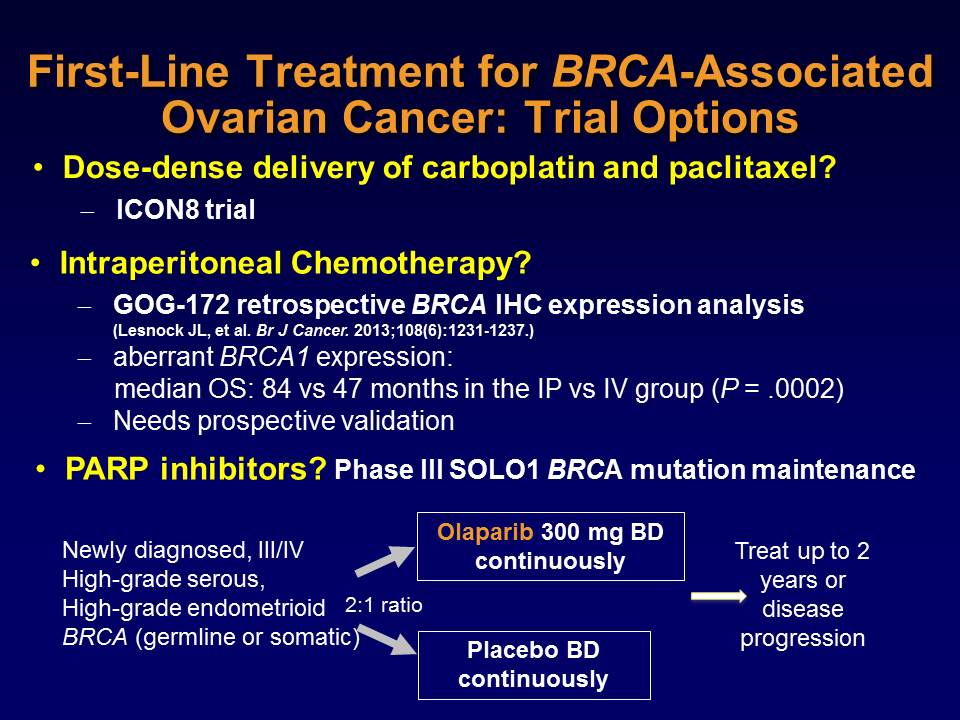 First-Line Treatment for BRCA-Associated
Ovarian Cancer: Trial Options
• Dose-dense delivery of carboplatin and paclitaxel?
– ICON8 trial
• Intraperitoneal Chemotherapy?
– GOG-172 retrospective BRCA IHC expression analysis
(Lesnock JL, et al. Br J Cancer. 2013;108(6):1231-1237.)
– aberrant BRCA1 expression:
median OS: 84 vs 47 months in the IP vs IV group (P = .0002)
– Needs prospective validation
• PARP inhibitors? Phase III SOLO1 BRCA mutation maintenance
Newly diagnosed, III/IV
High-grade serous,
High-grade endometrioid
BRCA (germline or somatic)
2:1 ratio
Olaparib 300 mg BD
continuously
Placebo BD
continuously
Treat up to 2
years or
disease
progression